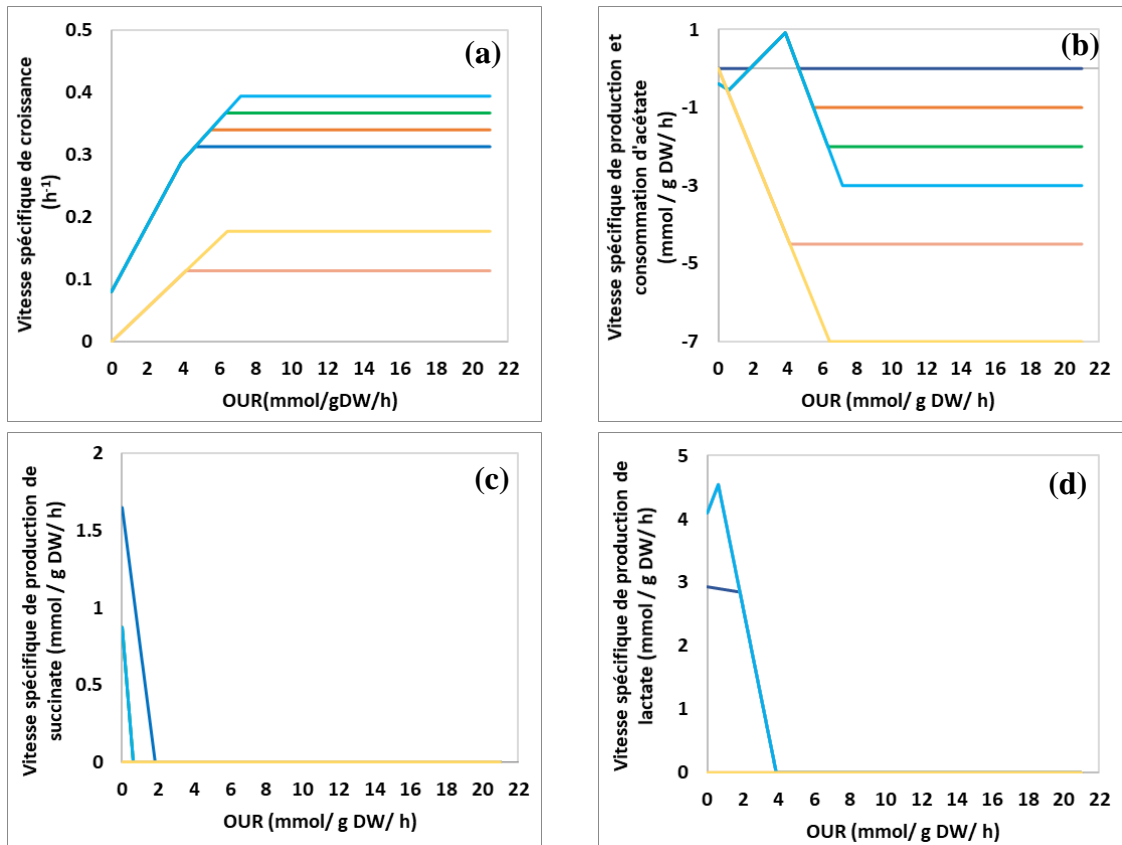 (a)
Vitesse spécifique de croissance
(h-1)
0.5
0.4
0.3
0.2
0.1
0
0 2 4 6 8 10 12 14 16 18 20 22
OUR(mmol/gDW/h)
(b)
Vitesse spécifique de production et
consommation d'acétate
(mmol / g DW/ h)
1
-1
-3
-5
-7
0 2 4 6 8 10 12 14 16 18 20 22
OUR (mmol/ g DW/ h)
(c)
Vitesse spécifique de production de
succinate (mmol / g DW/ h)
2
1.5
1
0.5
0
0 2 4 6 8 10 12 14 16 18 20 22
OUR (mmol/ g DW/ h)
(d)
Vitesse spécifique de production de
lactate (mmol / g DW/ h)
5
4
3
2
1
0
0 2 4 6 8 10 12 14 16 18 20 22
OUR (mmol/ g DW/ h)